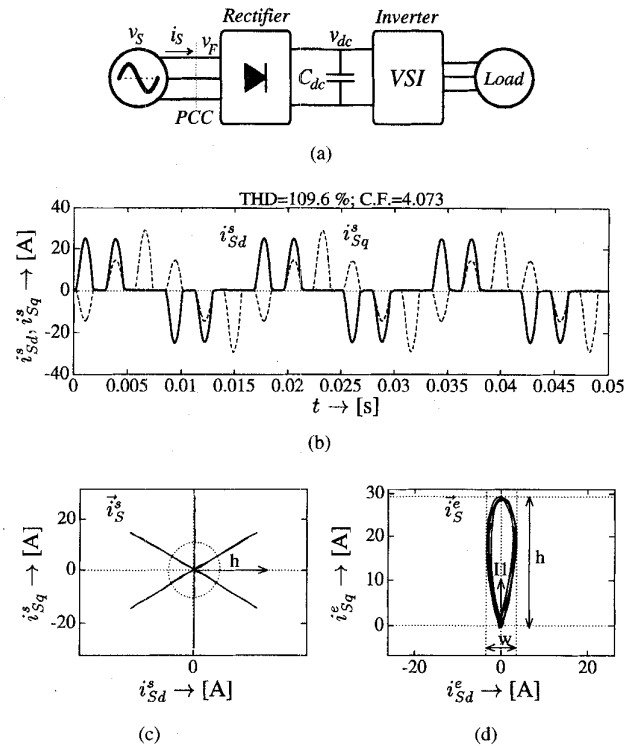 Rectifier
Inverter
v_S
i_S
v_F
v_dc
C_dc
VSI
Load
PCC
(a)
THD=109.6 %; C.F.=4.073
40
20
0
-20
-40
i^s_Sd
i^s_Sq
i^s_Sd, i^s_Sq → [A]
0 0.005 0.01 0.015 0.02 0.025 0.03 0.035 0.04 0.045 0.05
t → [s]
(b)
20
0
-20
i^s_S
h
i^s_Sq → [A]
0
i^s_Sd → [A]
(c)
30
20
10
0
i^e_S
I1
h
w
i^e_Sq → [A]
-20 0 20
i^e_Sd → [A]
(d)